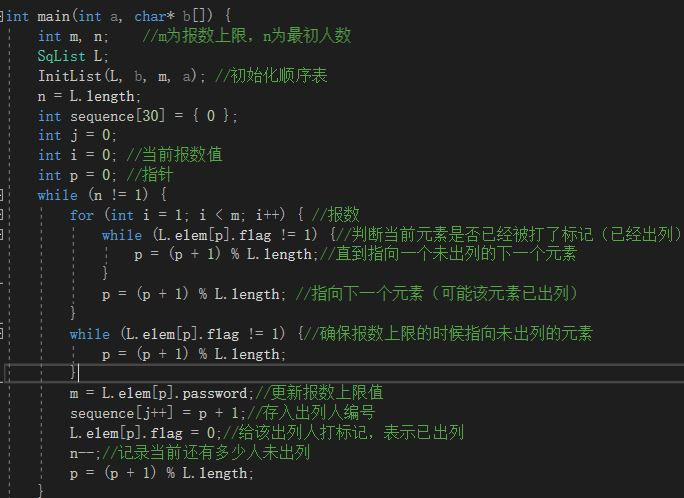 int main(int a, char* b[]) {
int m, n; //m为报数上限，n为最初人数
SqList L;
InitList(L, b, m, a); //初始化顺序表
n = L.length;
int sequence[30] = { 0 };
int j = 0;
int i = 0; //当前报数值
int p = 0; //指针
while (n != 1) {
for (int i = 1; i < m; i++) { //报数
while (L.elem[p].flag != 1) {//判断当前元素是否已经被打了标记（已经出列）
p = (p + 1) % L.length;//直到指向一个未出列的下一个元素
}
p = (p + 1) % L.length; //指向下一个元素（可能该元素已出列）
}
while (L.elem[p].flag != 1) {//确保报数上限的时候指向未出列的元素
p = (p + 1) % L.length;
}
m = L.elem[p].password;//更新报数上限值
sequence[j++] = p + 1;//存入出列人编号
L.elem[p].flag = 0;//给该出列人打标记，表示已出列
n--;//记录当前还有多少人未出列
p = (p + 1) % L.length;
}